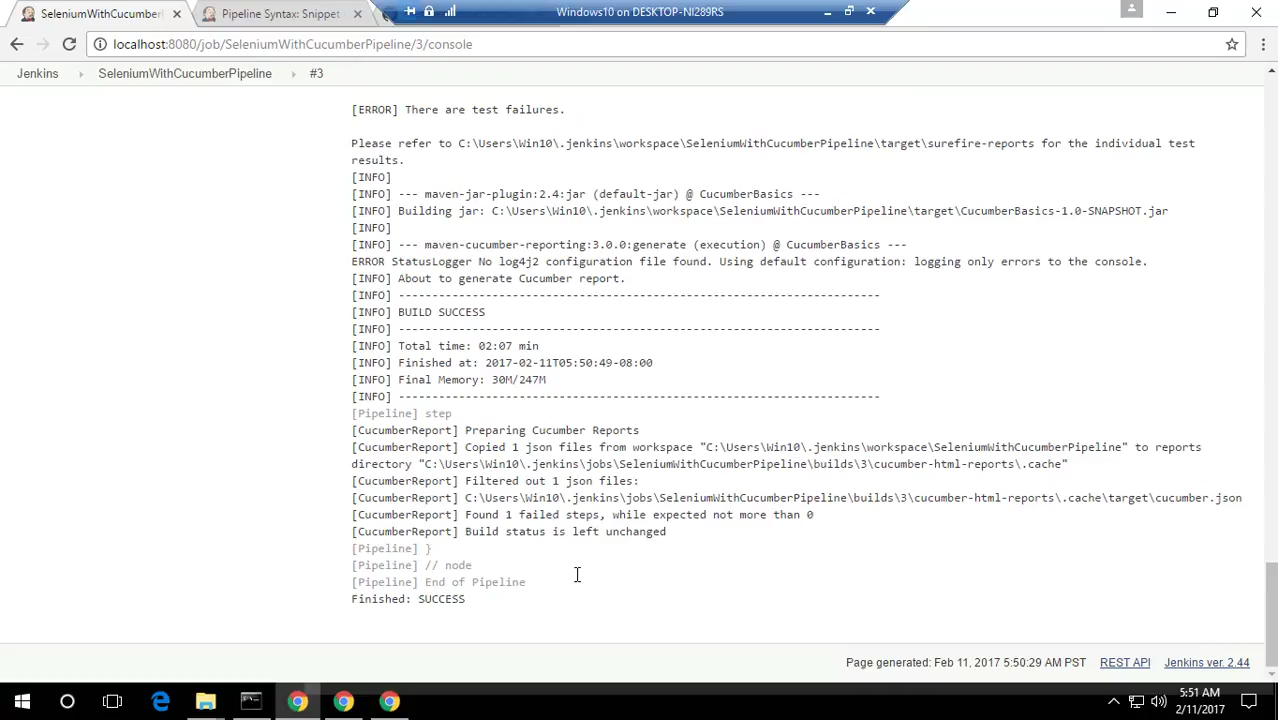 SeleniumWithCucumberl
Pipeline Syntax: Snippet
Windows10 on DESKTOP-NI289RS
localhost:8080/job/SeleniumWithCucumberPipeline/3/console
Jenkins SeleniumWithCucumberPipeline #3
[ERROR] There are test failures.
Please refer to C:\Users\Win10\.jenkins\workspace\SeleniumWithCucumberPipeline\target\surefire-reports for the individual test
results.
[INFO]
[INFO] --- maven-jar-plugin:2.4:jar (default-jar) @ CucumberBasics ---
[INFO] Building jar: C:\Users\Win10\.jenkins\workspace\SeleniumWithCucumberPipeline\target\CucumberBasics-1.0-SNAPSHOT.jar
[INFO]
[INFO] --- maven-cucumber-reporting:3.0.0:generate (execution) @ CucumberBasics ---
ERROR StatusLogger No log4j2 configuration file found. Using default configuration: logging only errors to the console.
[INFO] About to generate Cucumber report.
[INFO] ------------------------------------------------------------------------
[INFO] BUILD SUCCESS
[INFO] ------------------------------------------------------------------------
[INFO] Total time: 02:07 min
[INFO] Finished at: 2017-02-11T05:50:49-08:00
[INFO] Final Memory: 30M/247M
[INFO] ------------------------------------------------------------------------
[Pipeline] step
[CucumberReport] Preparing Cucumber Reports
[CucumberReport] Copied 1 json files from workspace "C:\Users\Win10\.jenkins\workspace\SeleniumWithCucumberPipeline" to reports
directory "C:\Users\Win10\.jenkins\jobs\SeleniumWithCucumberPipeline\builds\3\cucumber-html-reports\.cache"
[CucumberReport] Filtered out 1 json files:
[CucumberReport] C:\Users\Win10\.jenkins\jobs\SeleniumWithCucumberPipeline\builds\3\cucumber-html-reports\.cache\target\cucumber.json
[CucumberReport] Found 1 failed steps, while expected not more than 0
[CucumberReport] Build status is left unchanged
[Pipeline] }
[Pipeline] // node
[Pipeline] End of Pipeline
Finished: SUCCESS
Page generated: Feb 11, 2017 5:50:29 AM PST REST API Jenkins ver. 2.44
5:51 AM
2/11/2017